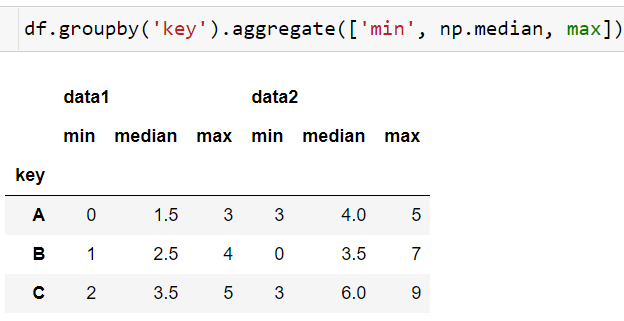 df.groupby('key').aggregate(['min', np.median, max])
data1 data2
min median max min median max
key
A 0 1.5 3 3 4.0 5
B 1 2.5 4 0 3.5 7
C 2 3.5 5 3 6.0 9